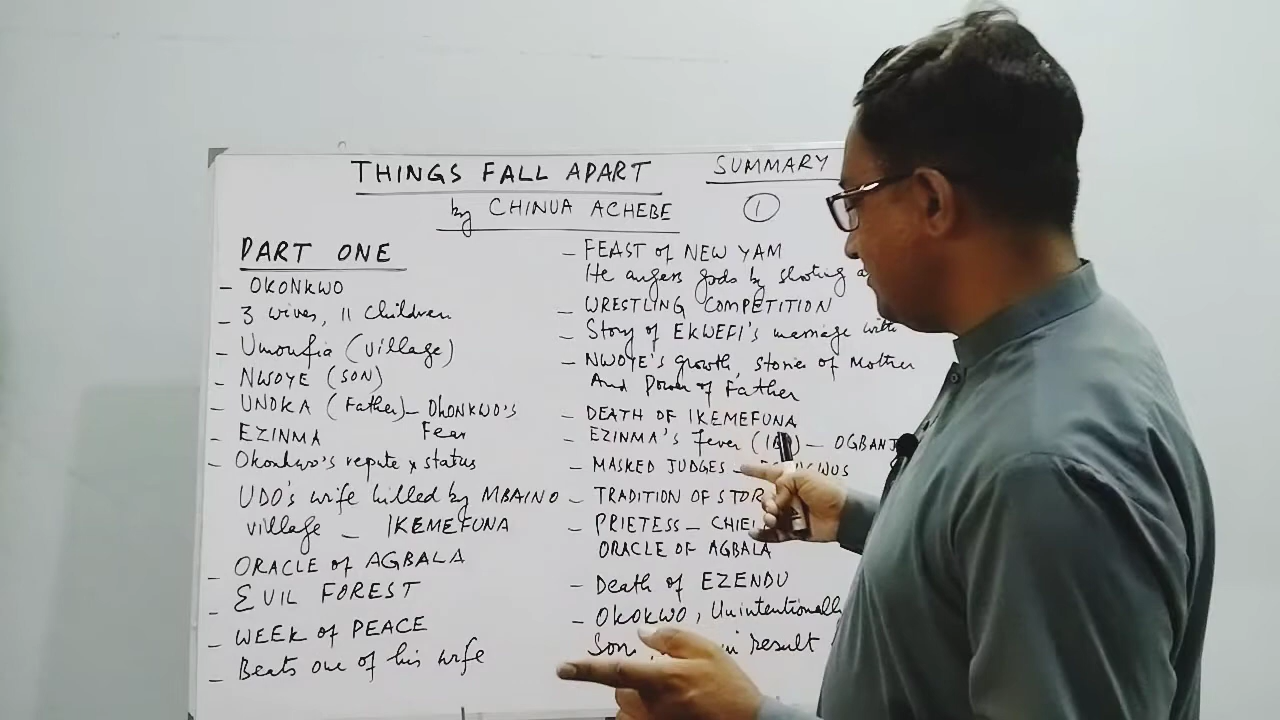 THINGS FALL APART
SUMMARY
by CHINUA ACHEBE
1
PART ONE
- OKONKWO
- 3 wives, 11 children
- Umoufia (village)
- NWOYE (SON)
- UNOKA (Father) - OkONKWO'S
Fear
- EZINMA
- Okonkwo's repute & status
UDO's wife killed by MBAINO
village - IKEMEFUNA
- ORACLE of AGBALA
- EVIL FOREST
- WEEK of PEACE
- Beats one of his wife
- FEAST of NEW YAM
He angers gods by shooting
- WRESTLING COMPETITION
- Story of EKWEFI's marriage with
- NWOYE's growth, stories of Mother
And Power of Father
- DEATH OF IKEMEFUNA
- EZINMA's fever - OGBANJ
- MASKED JUDGES -
- TRADITION OF STOR
- PRIETESS - CHIE
ORACLE OF AGBALA
- Death of EZENDU
- OKOKWO, Unintentionally
Son in result